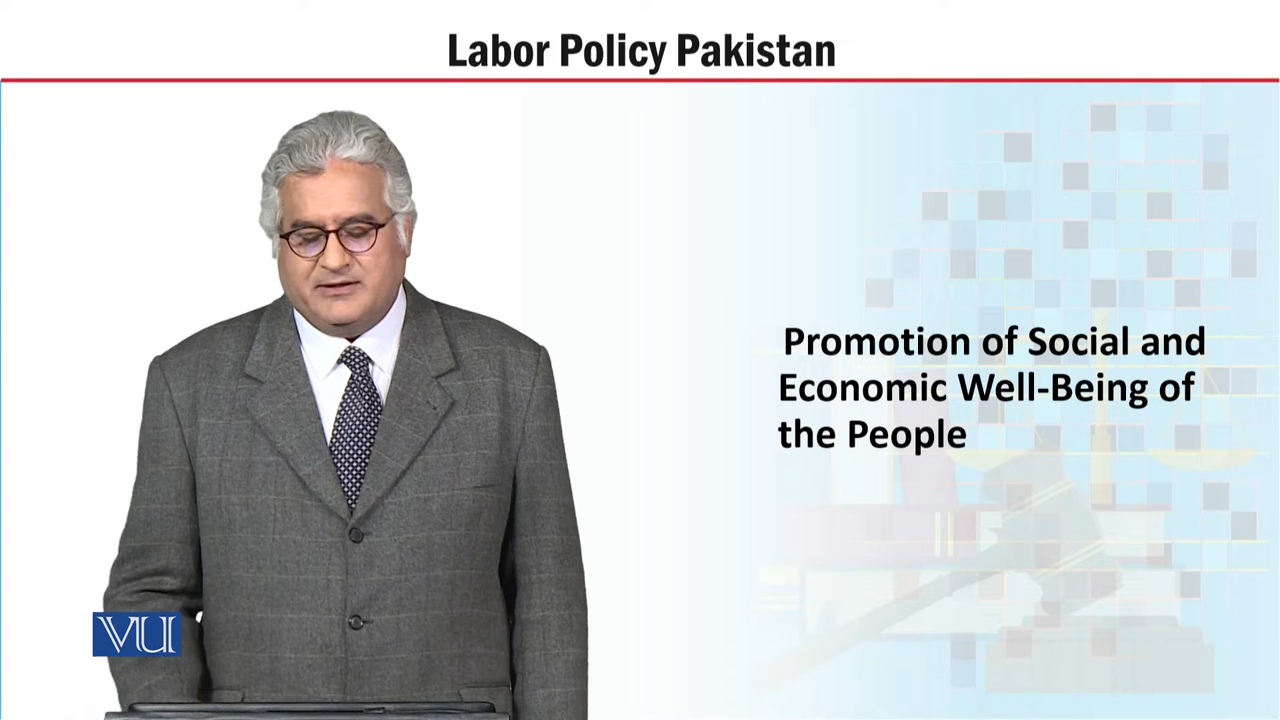 Labor Policy Pakistan
Promotion of Social and
Economic Well-Being of
the People
VU